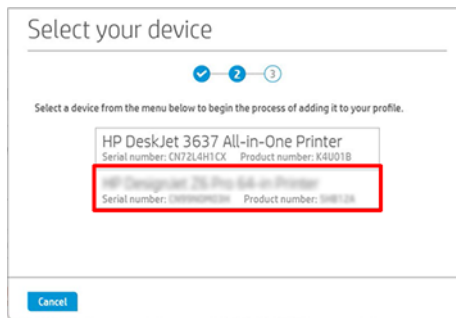 Select your device
2 3
Select a device from the menu below to begin the process of adding it to your profile.
HP DeskJet 3637 All-in-One Printer
Serial number: CN72L4H1CX Product number: K4U01B
Serial number: Product number:
Cancel